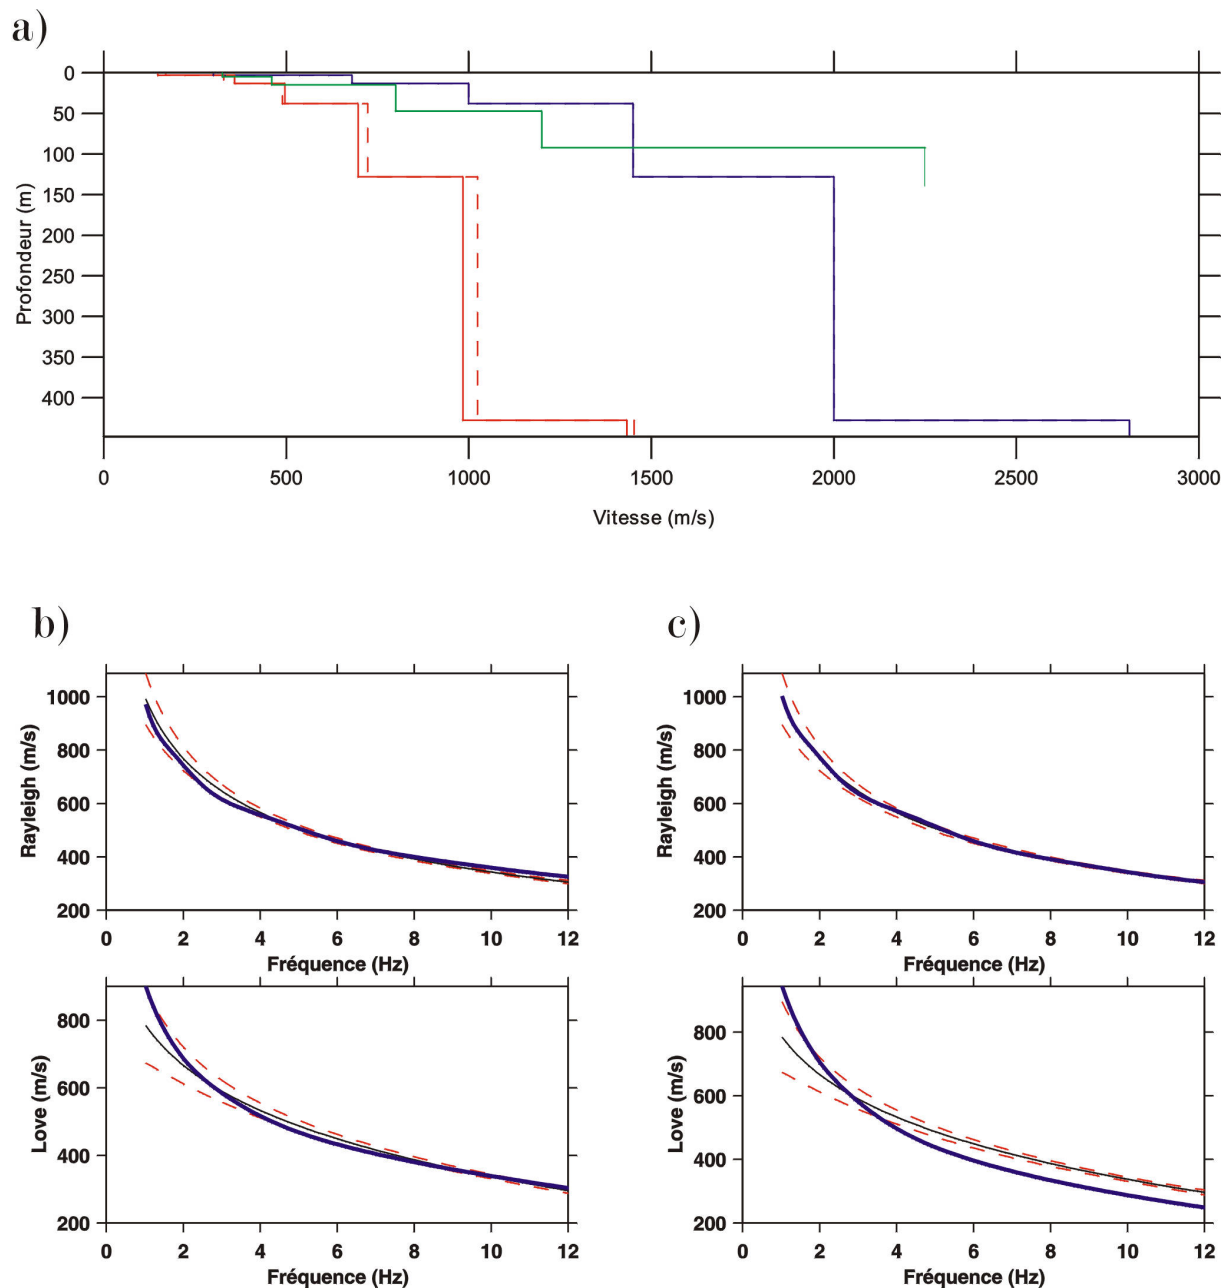 a)
0
50
100
150
200
250
300
350
400
Profondeur (m)
0 500 1000 1500 2000 2500 3000
Vitesse (m/s)
b)
1000
800
600
400
200
Rayleigh (m/s)
0 2 4 6 8 10 12
Fréquence (Hz)
800
600
400
200
Love (m/s)
0 2 4 6 8 10 12
Fréquence (Hz)
c)
1000
800
600
400
200
Rayleigh (m/s)
0 2 4 6 8 10 12
Fréquence (Hz)
800
600
400
200
Love (m/s)
0 2 4 6 8 10 12
Fréquence (Hz)